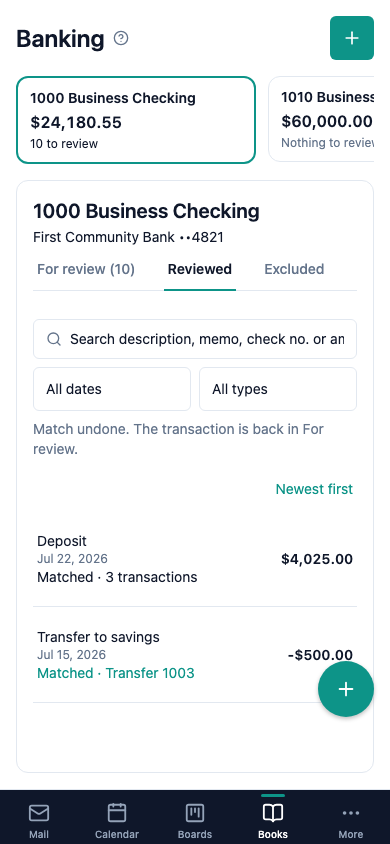 Banking
1000 Business Checking
$24,180.55
10 to review
1010 Business
$60,000.00
Nothing to review
1000 Business Checking
First Community Bank ••4821
For review (10)
Reviewed
Excluded
Search description, memo, check no. or an
All dates
All types
Match undone. The transaction is back in For
review.
Newest first
Deposit
Jul 22, 2026
Matched · 3 transactions
$4,025.00
Transfer to savings
Jul 15, 2026
Matched · Transfer 1003
-$500.00
Mail
Calendar
Boards
Books
More